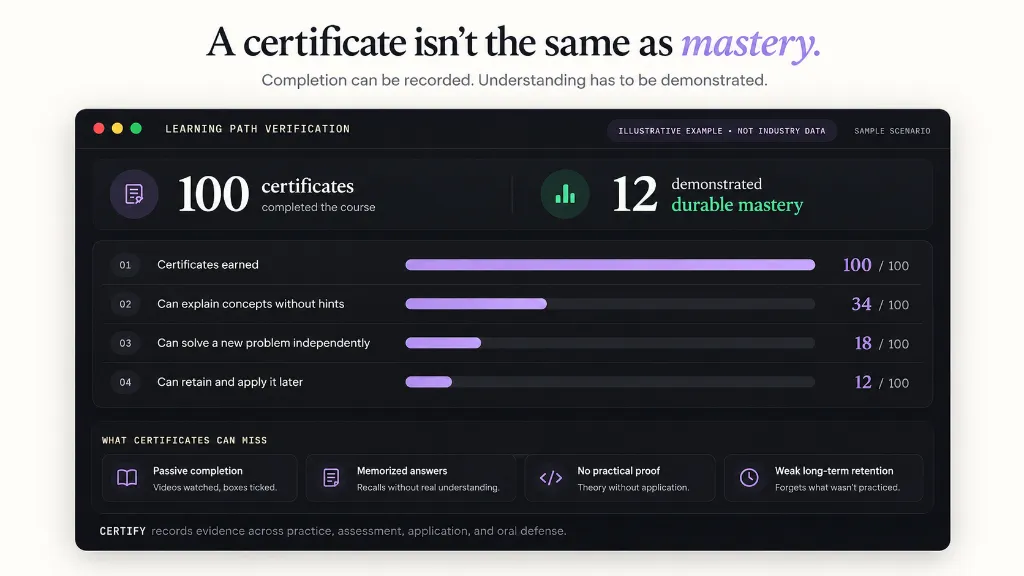 A certificate isn't the same as mastery.
Completion can be recorded. Understanding has to be demonstrated.
LEARNING PATH VERIFICATION
ILLUSTRATIVE EXAMPLE • NOT INDUSTRY DATA
SAMPLE SCENARIO
100 certificates
completed the course
12 demonstrated
durable mastery
01 Certificates earned 100 / 100
02 Can explain concepts without hints 34 / 100
03 Can solve a new problem independently 18 / 100
04 Can retain and apply it later 12 / 100
WHAT CERTIFICATES CAN MISS
Passive completion
Videos watched, boxes ticked.
Memorized answers
Recalls without real understanding.
</> No practical proof
Theory without application.
Weak long-term retention
Forgets what wasn't practiced.
CERTIFY records evidence across practice, assessment, application, and oral defense.